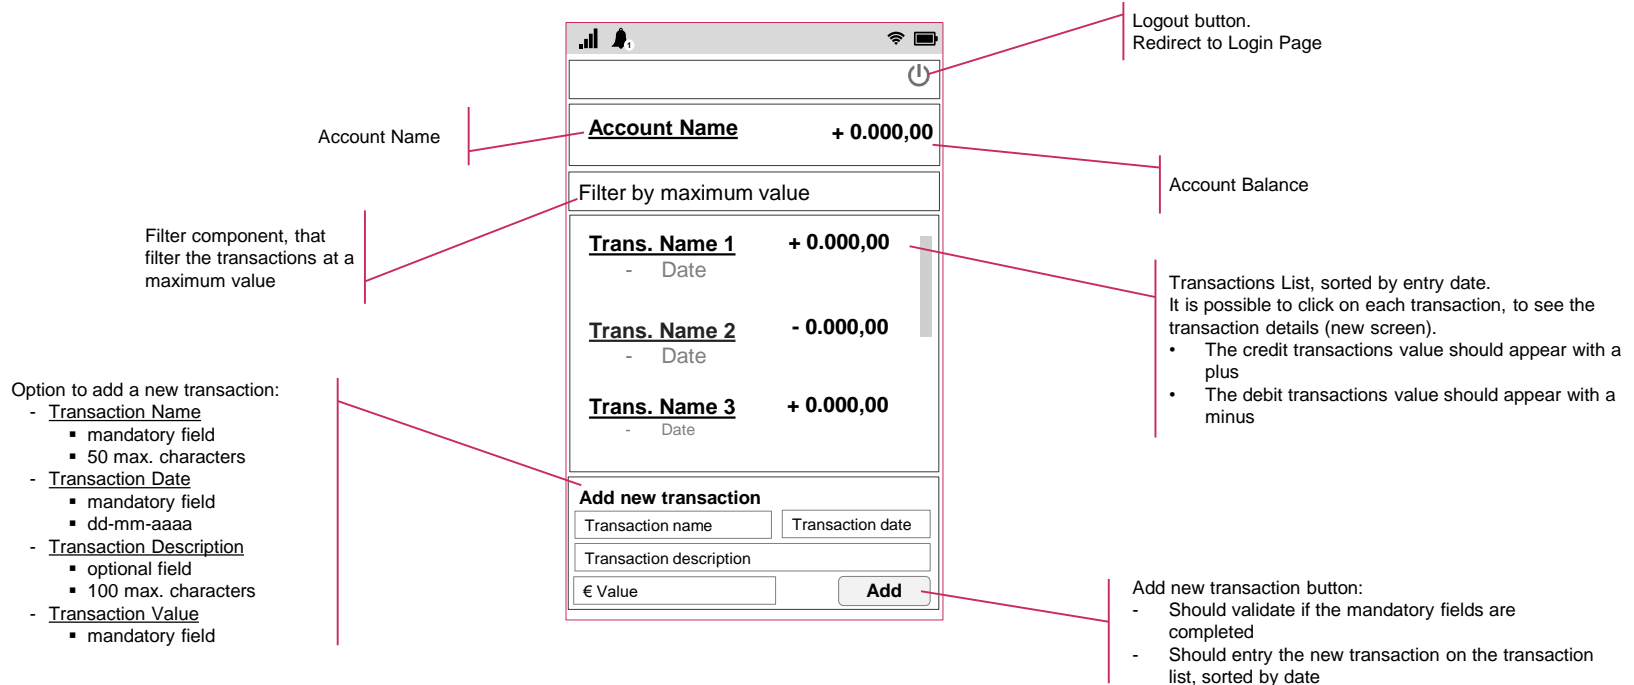 Logout button.
Redirect to Login Page
1
Account Name
Account Name
+ 0.000,00
Account Balance
Filter by maximum value
Filter component, that
filter the transactions at a
maximum value
Trans. Name 1
+ 0.000,00
- Date
Trans. Name 2
- 0.000,00
- Date
Trans. Name 3
+ 0.000,00
- Date
Transactions List, sorted by entry date.
It is possible to click on each transaction, to see the
transaction details (new screen).
• The credit transactions value should appear with a
plus
• The debit transactions value should appear with a
minus
Option to add a new transaction:
- Transaction Name
▪ mandatory field
▪ 50 max. characters
- Transaction Date
▪ mandatory field
▪ dd-mm-aaaa
- Transaction Description
▪ optional field
▪ 100 max. characters
- Transaction Value
▪ mandatory field
Add new transaction
Transaction name
Transaction date
Transaction description
€ Value
Add
Add new transaction button:
- Should validate if the mandatory fields are
completed
- Should entry the new transaction on the transaction
list, sorted by date